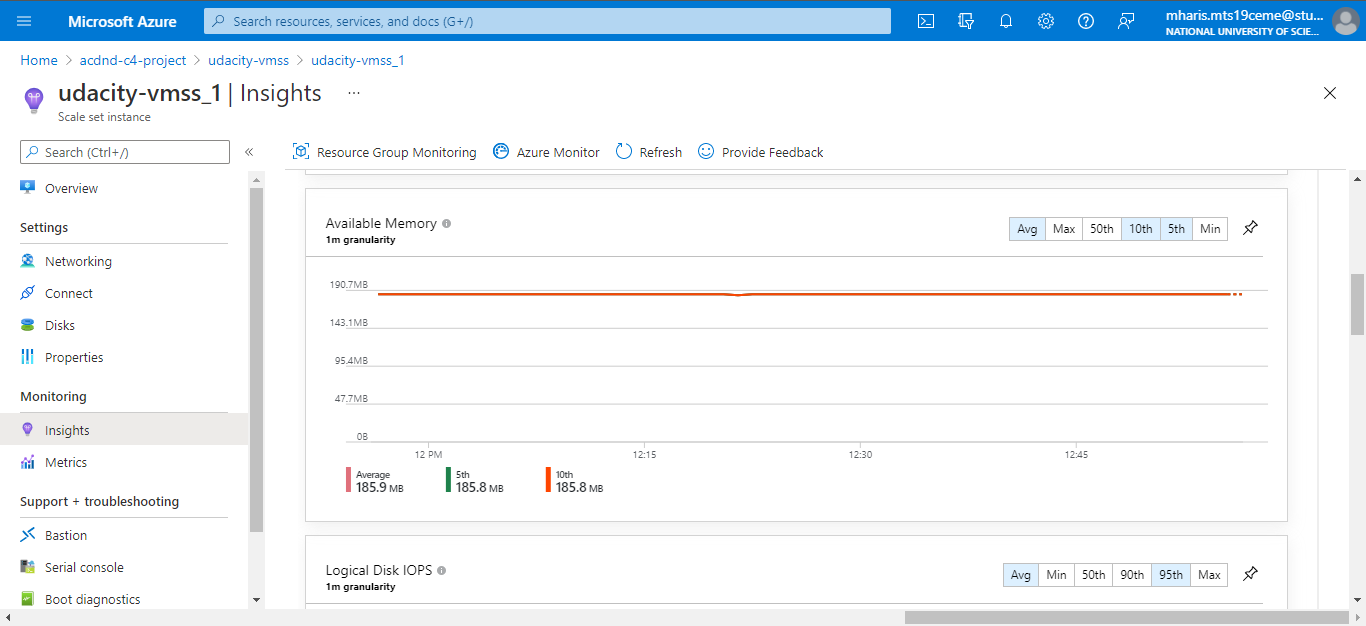 Microsoft Azure
Search resources, services, and docs (G+/)
mharis.mts19ceme@stu...
NATIONAL UNIVERSITY OF SCIE...
Home > acdnd-c4-project > udacity-vmss > udacity-vmss_1
udacity-vmss_1 | Insights ...
Scale set instance
Search (Ctrl+/)
«
Resource Group Monitoring Azure Monitor Refresh Provide Feedback
Overview
Settings
Networking
Connect
Disks
Properties
Monitoring
Insights
Metrics
Support + troubleshooting
Bastion
Serial console
Boot diagnostics
Available Memory
1m granularity
Avg Max 50th 10th 5th Min
190.7MB
143.1MB
95.4MB
47.7MB
0B
12 PM 12:15 12:30 12:45
Average 5th 10th
185.9 MB 185.8 MB 185.8 MB
Logical Disk IOPS
1m granularity
Avg Min 50th 90th 95th Max